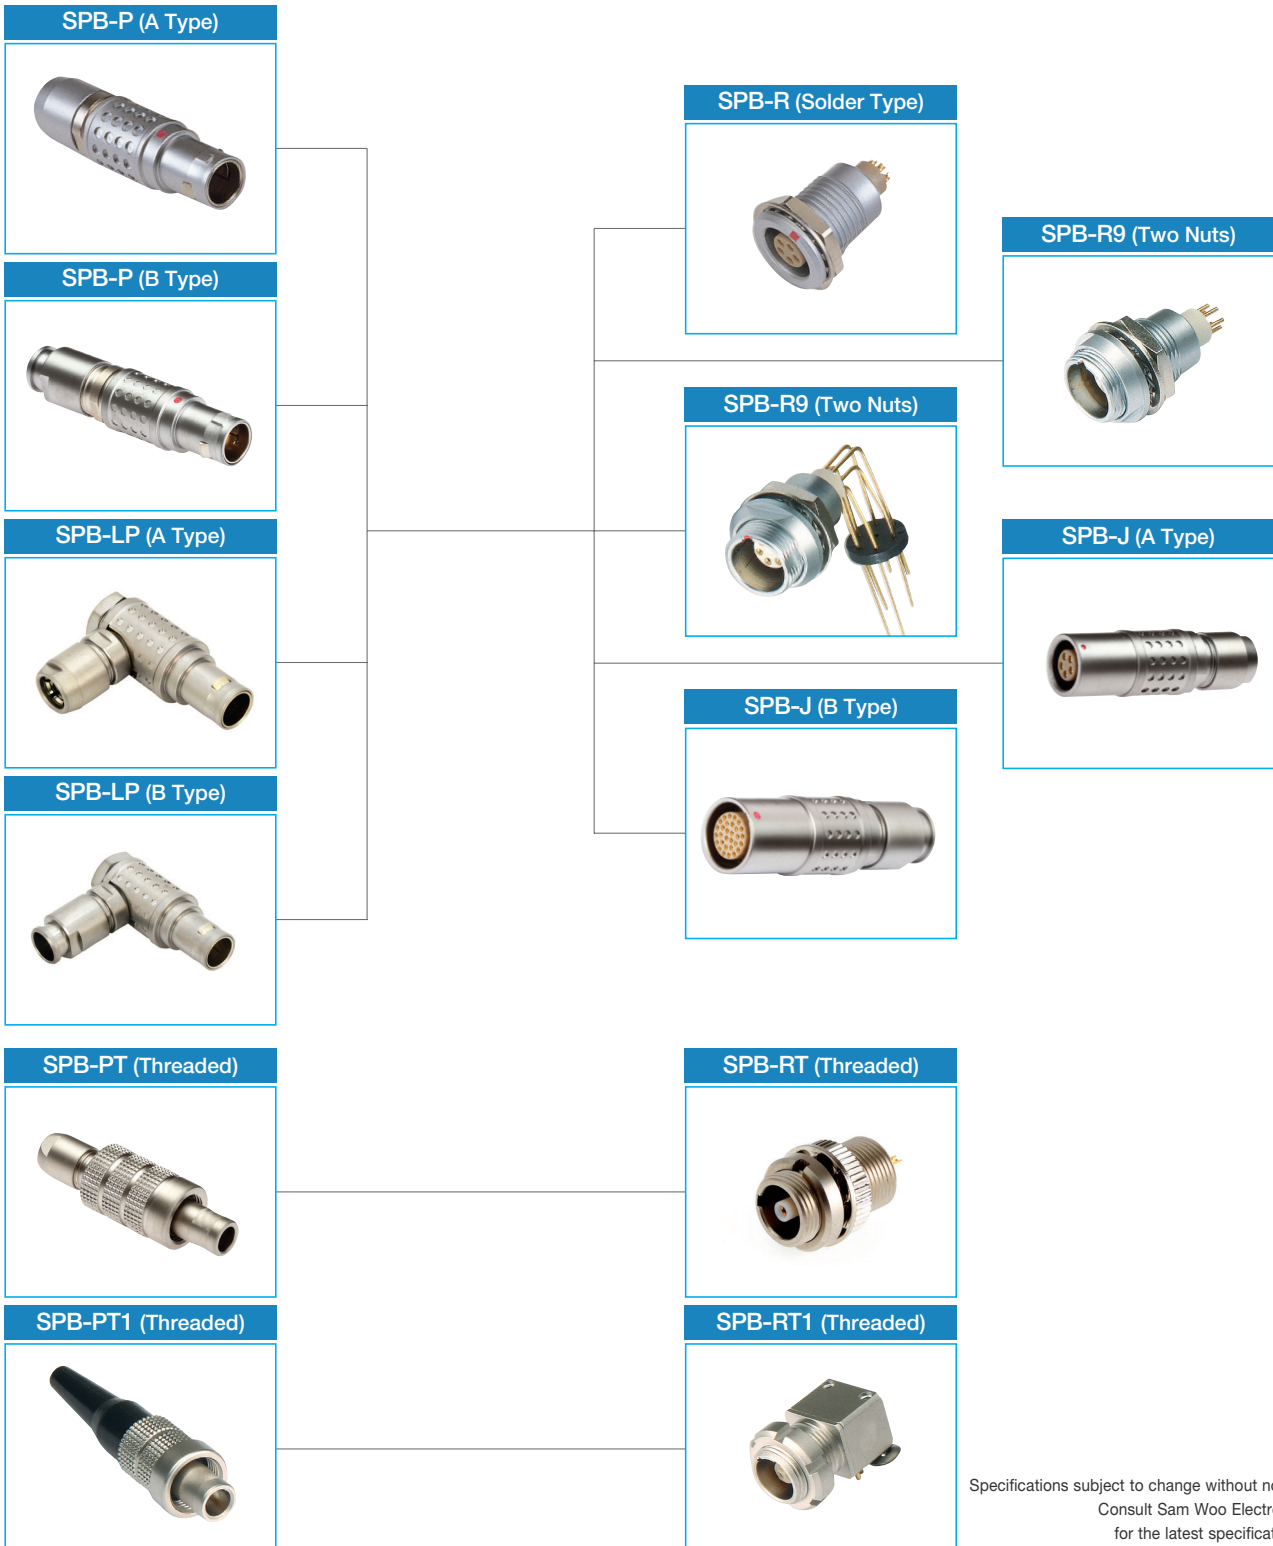 SPB-P (A Type)
SPB-R (Solder Type)
SPB-R9 (Two Nuts)
SPB-P (B Type)
SPB-R9 (Two Nuts)
SPB-LP (A Type)
SPB-J (A Type)
SPB-J (B Type)
SPB-LP (B Type)
SPB-PT (Threaded)
SPB-RT (Threaded)
SPB-PT1 (Threaded)
SPB-RT1 (Threaded)
Specifications subject to change without
Consult Sam Woo
for the latest